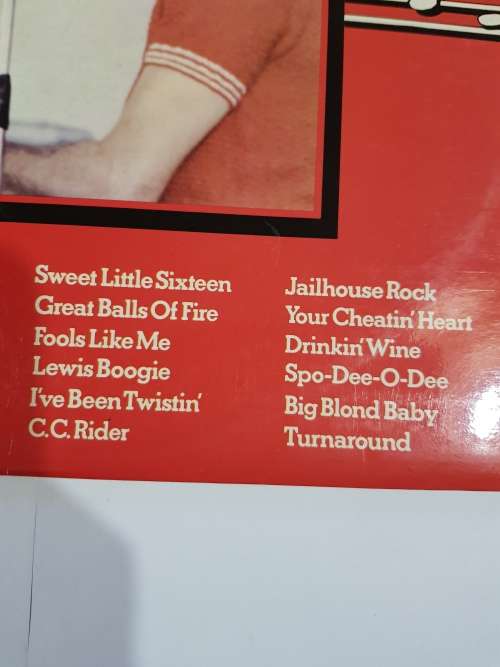 Sweet Little Sixteen
Great Balls Of Fire
Fools Like Me
Lewis Boogie
I've Been Twistin'
C.C. Rider
Jailhouse Rock
Your Cheatin' Heart
Drinkin' Wine
Spo-Dee-O-Dee
Big Blond Baby
Turnaround